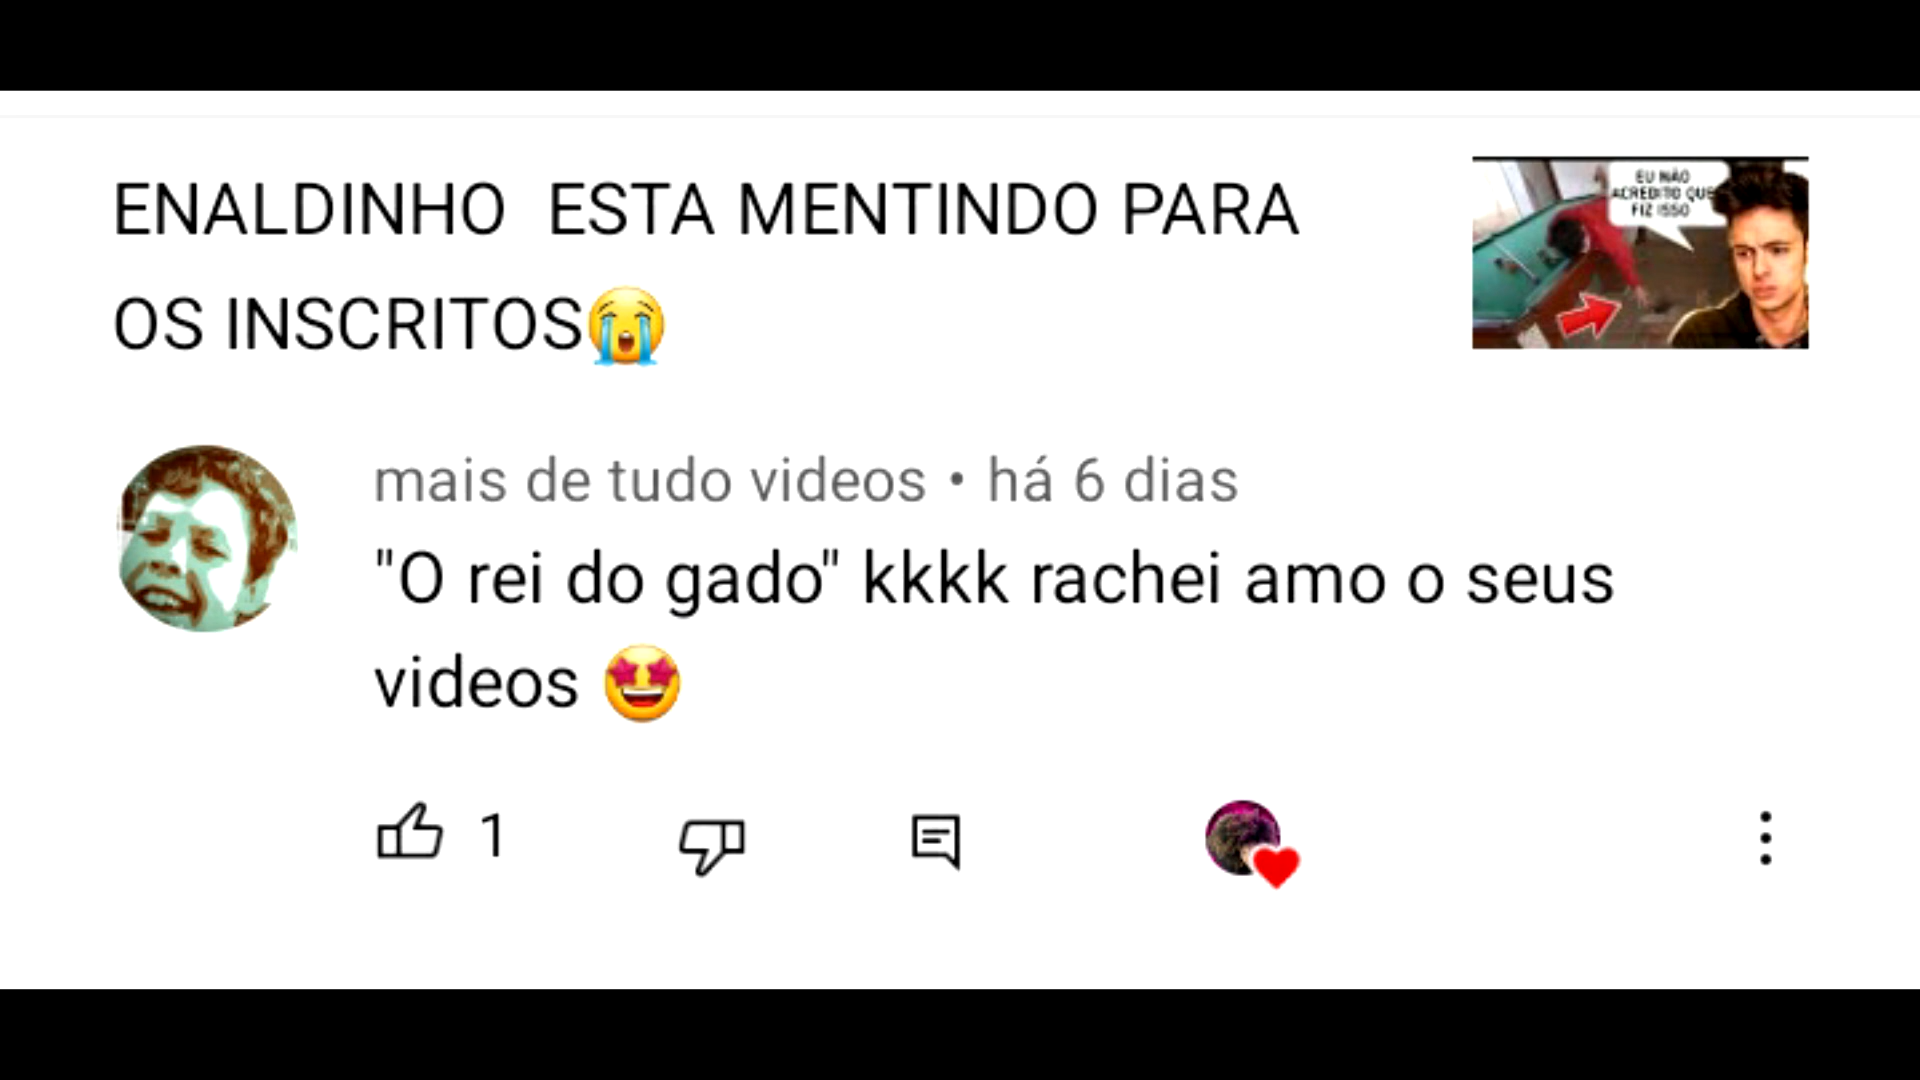 ENALDINHO  ESTA MENTINDO PARA
OS INSCRITOS😭
EU NÃO
ACREDITO QUE
FIZ ISSO
mais de tudo videos • há 6 dias
"O rei do gado" kkkk rachei amo o seus
videos 🤩
1